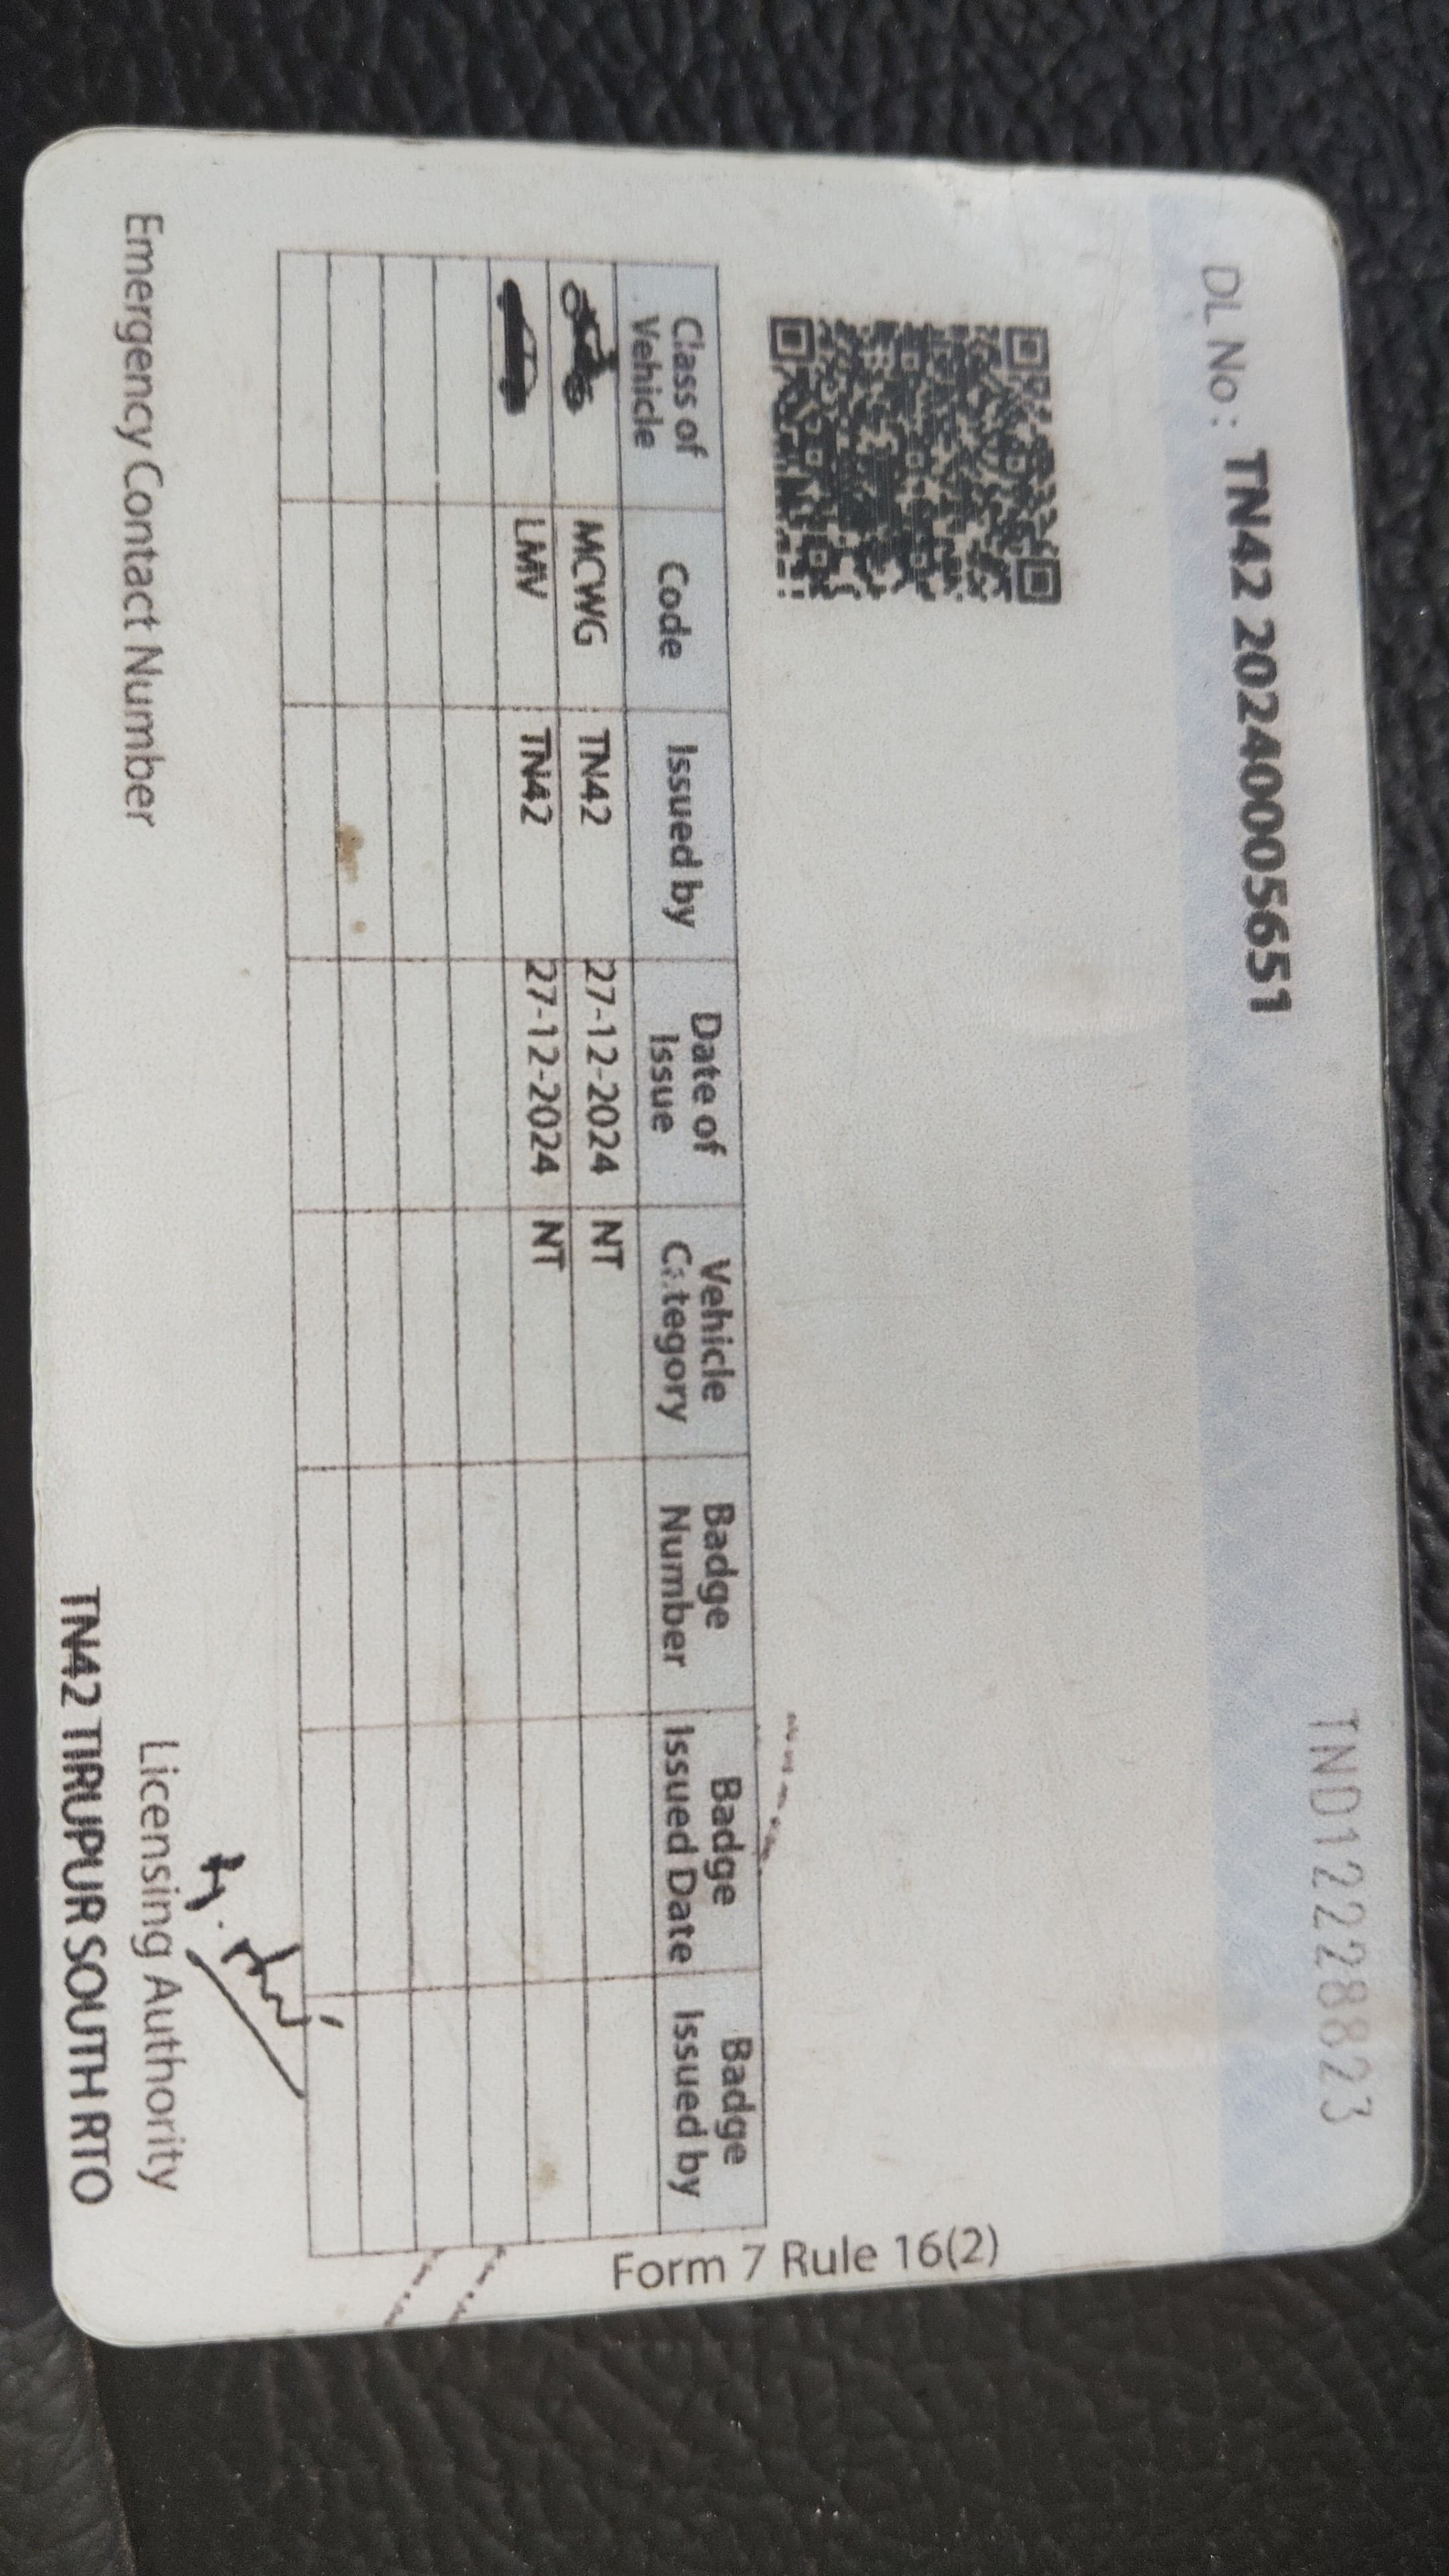 TND12228823
DL No : TN42 20240005651
Form 7 Rule 16(2)
Class of Vehicle Code Issued by Date of Issue Vehicle Category Badge Number Badge Issued Date Badge Issued by
MCWG TN42 27-12-2024 NT
LMV TN42 27-12-2024 NT
Emergency Contact Number
Licensing Authority
TN42 TIRUPUR SOUTH RTO